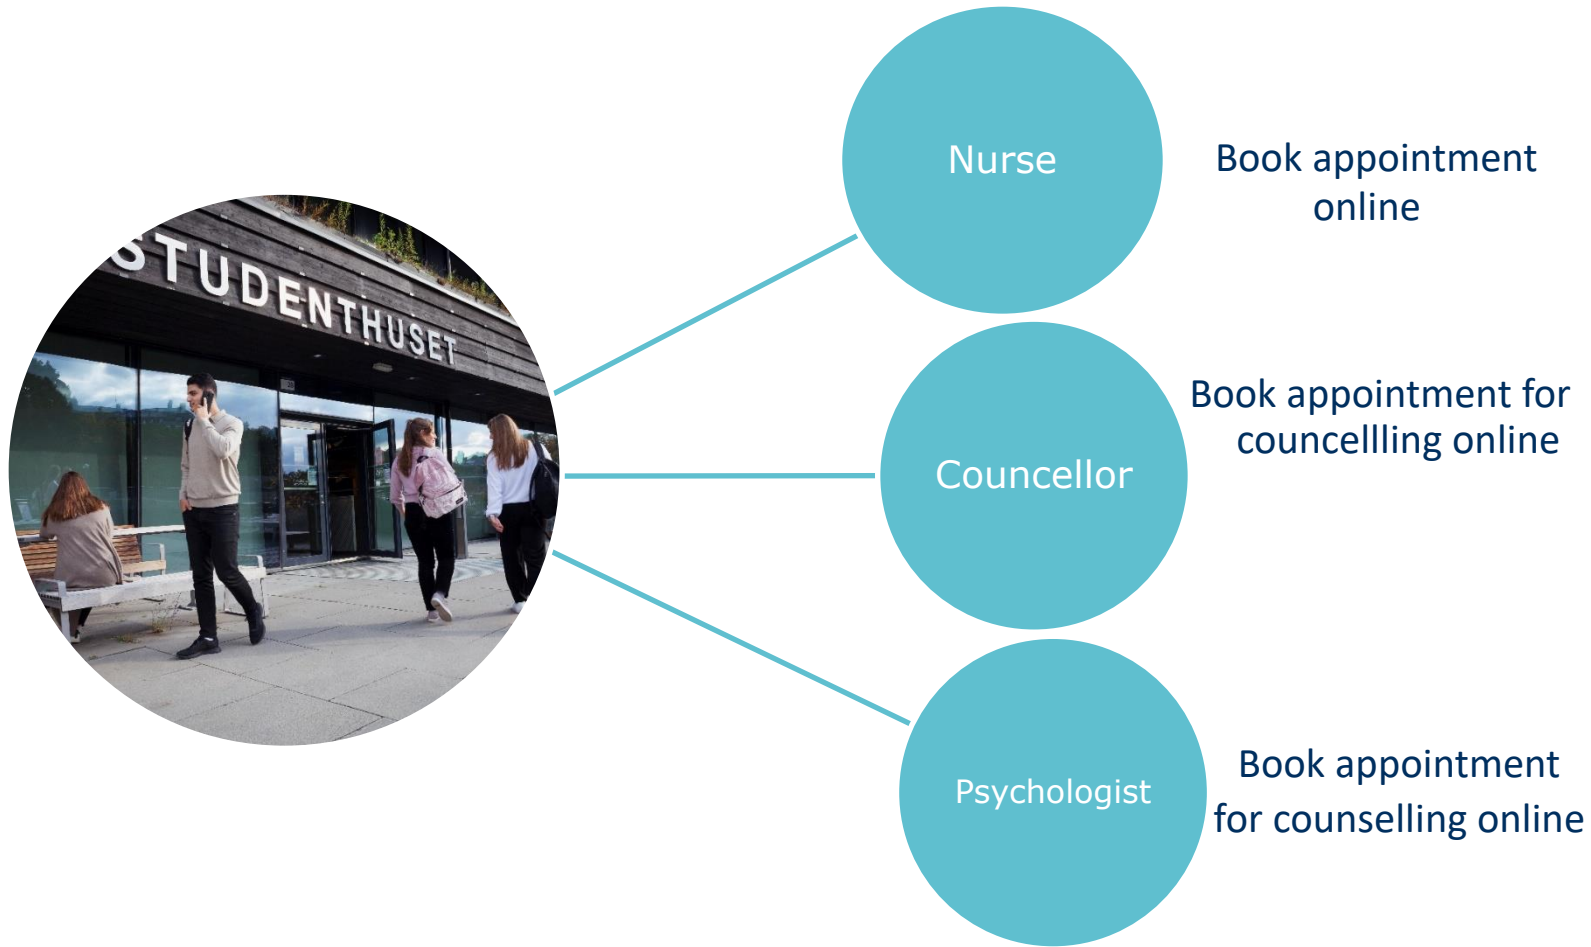 STUDENTHUSET
Nurse
Book appointment
online
Councellor
Book appointment for
councellling online
Psychologist
Book appointment
for counselling online